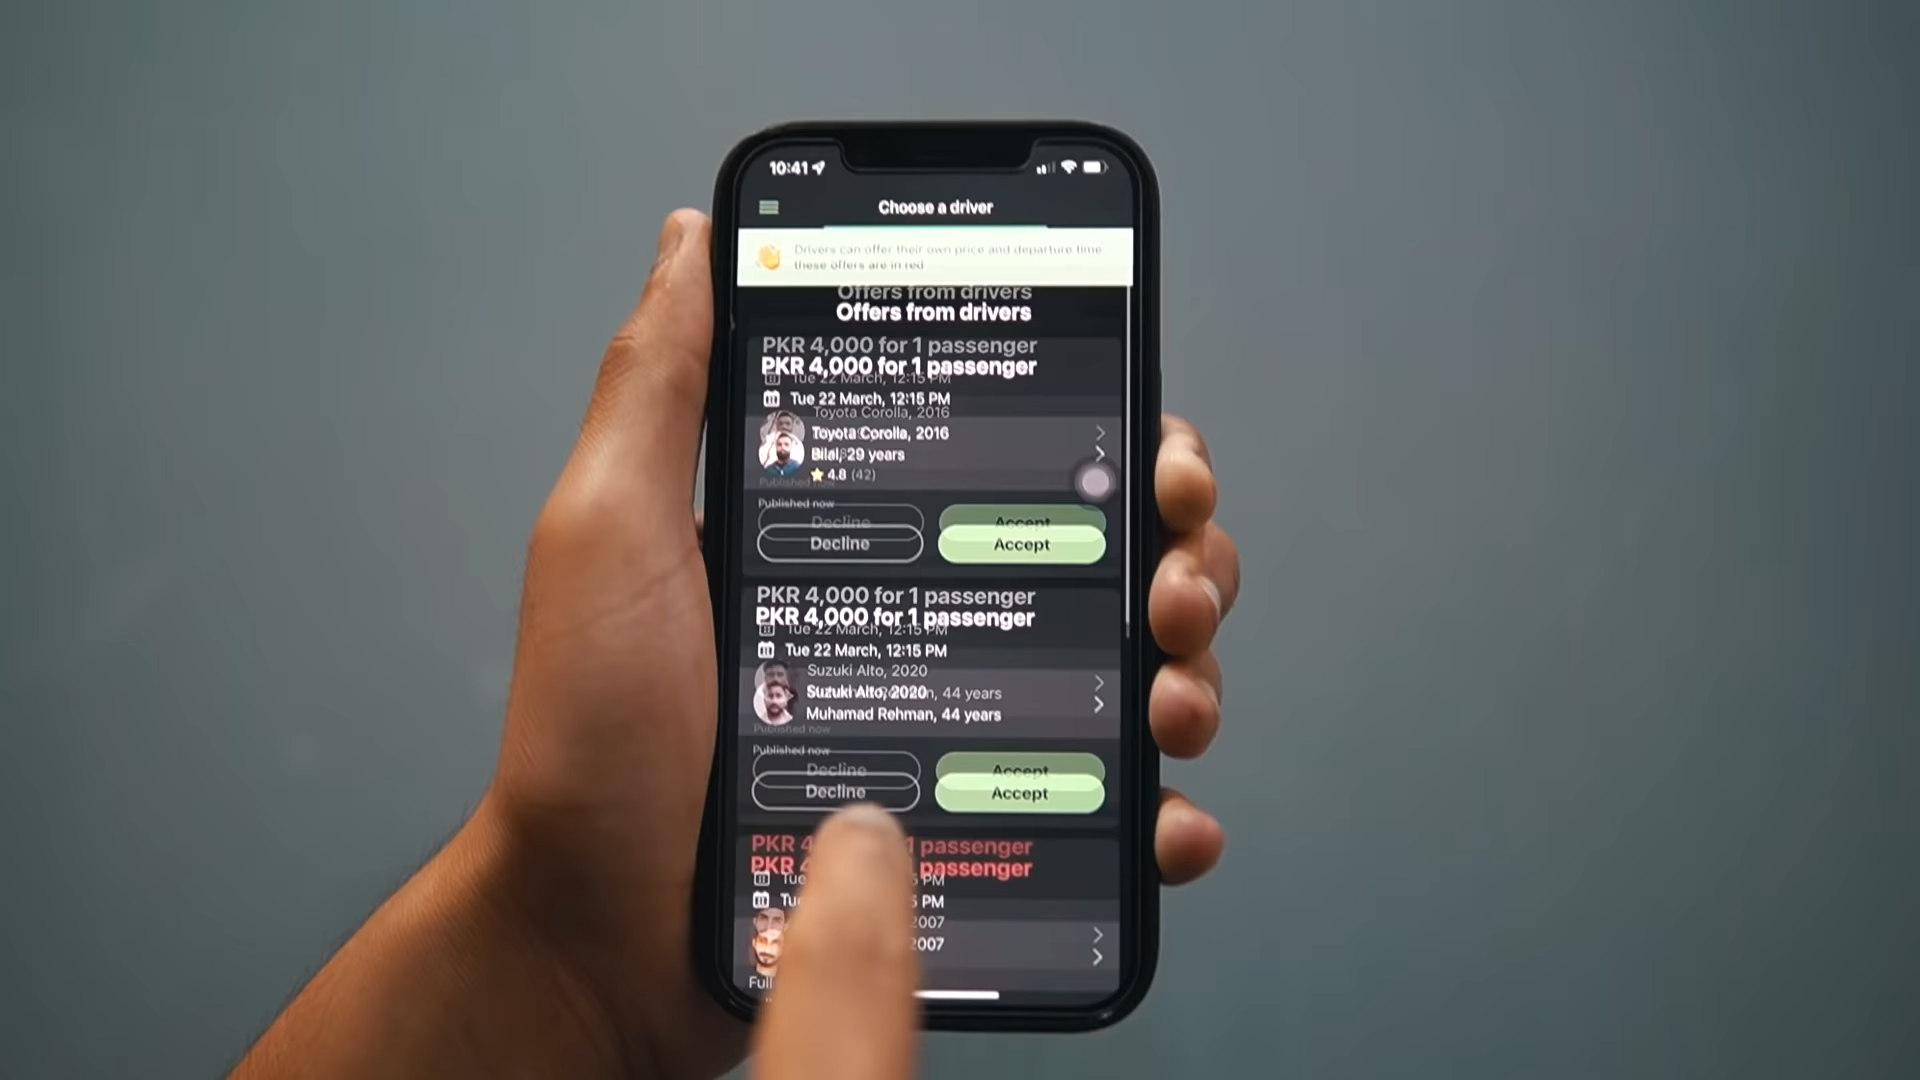 10:41
Choose a driver
Drivers can offer their own price and departure time
these offers are in red
Offers from drivers
PKR 4,000 for 1 passenger
Tue 22 March, 12:15 PM
Toyota Corolla, 2016
Bilal, 29 years
4.8 (42)
Published now
Decline
Accept
PKR 4,000 for 1 passenger
Tue 22 March, 12:15 PM
Suzuki Alto, 2020
Muhamad Rehman, 44 years
Published now
Decline
Accept
PKR passenger
PM
2007
Full